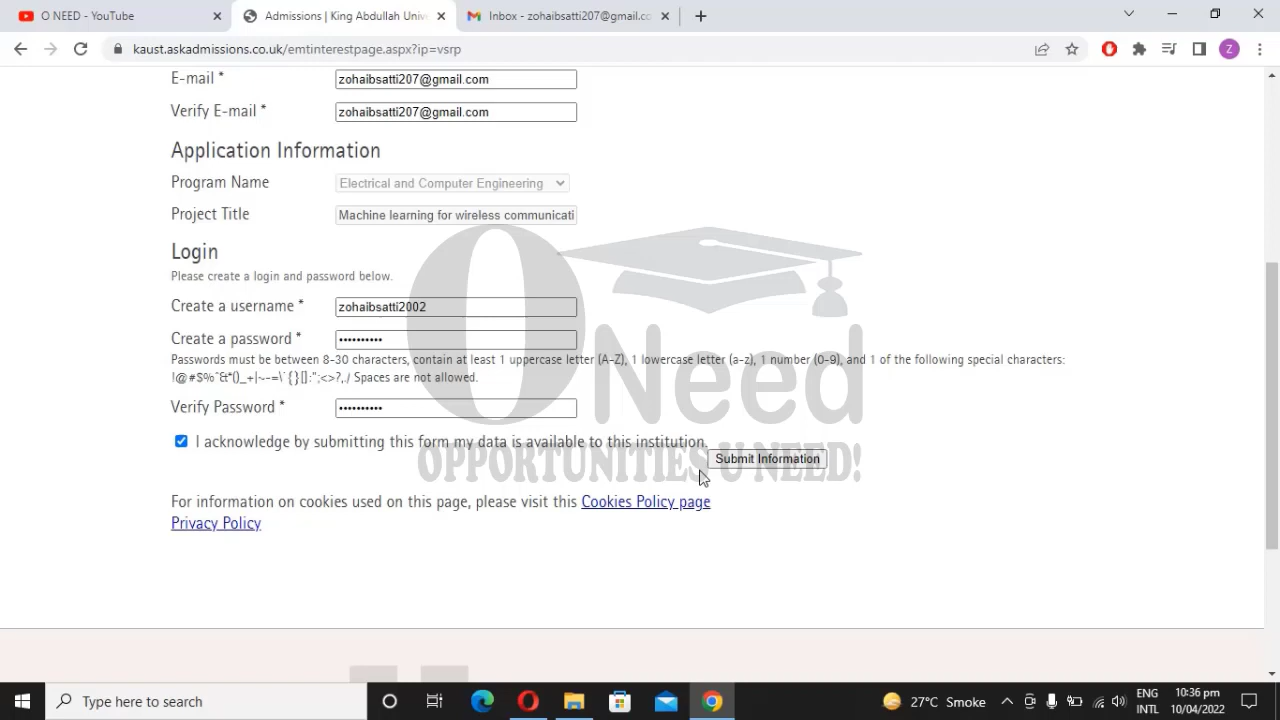 O NEED - YouTube
Admissions | King Abdullah Unive
Inbox - zohaibsatti207@gmail.co
kaust.askadmissions.co.uk/emtinterestpage.aspx?ip=vsrp
Z
E-mail *
zohaibsatti207@gmail.com
Verify E-mail *
zohaibsatti207@gmail.com
Application Information
Program Name
Electrical and Computer Engineering
Project Title
Machine learning for wireless communicati
Login
Please create a login and password below.
Create a username *
zohaibsatti2002
Create a password *
••••••••••
Passwords must be between 8-30 characters, contain at least 1 uppercase letter (A-Z), 1 lowercase letter (a-z), 1 number (0-9), and 1 of the following special characters:
!@#$%^&*()_+|~-=\`{}[]:";<>?,./ Spaces are not allowed.
Verify Password *
••••••••••
I acknowledge by submitting this form my data is available to this institution.
Submit Information
For information on cookies used on this page, please visit this Cookies Policy page
Privacy Policy
O Need
OPPORTUNITIES U NEED!
Type here to search
27°C Smoke
ENG
INTL
10:36 pm
10/04/2022